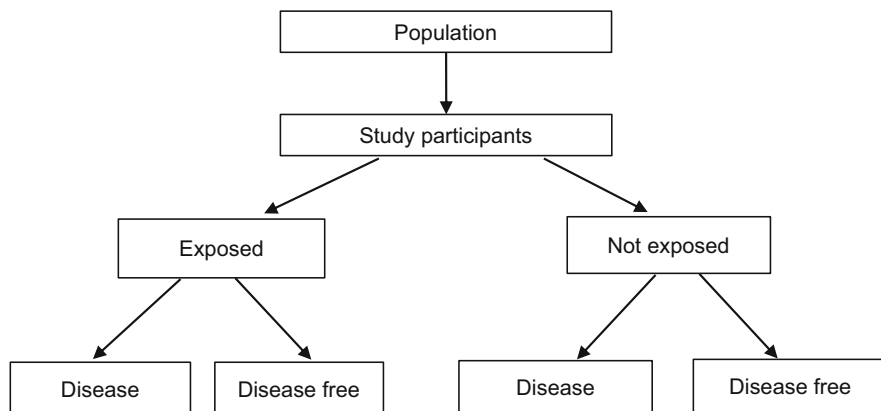 Population
Study participants
Exposed
Not exposed
Disease
Disease free
Disease
Disease free